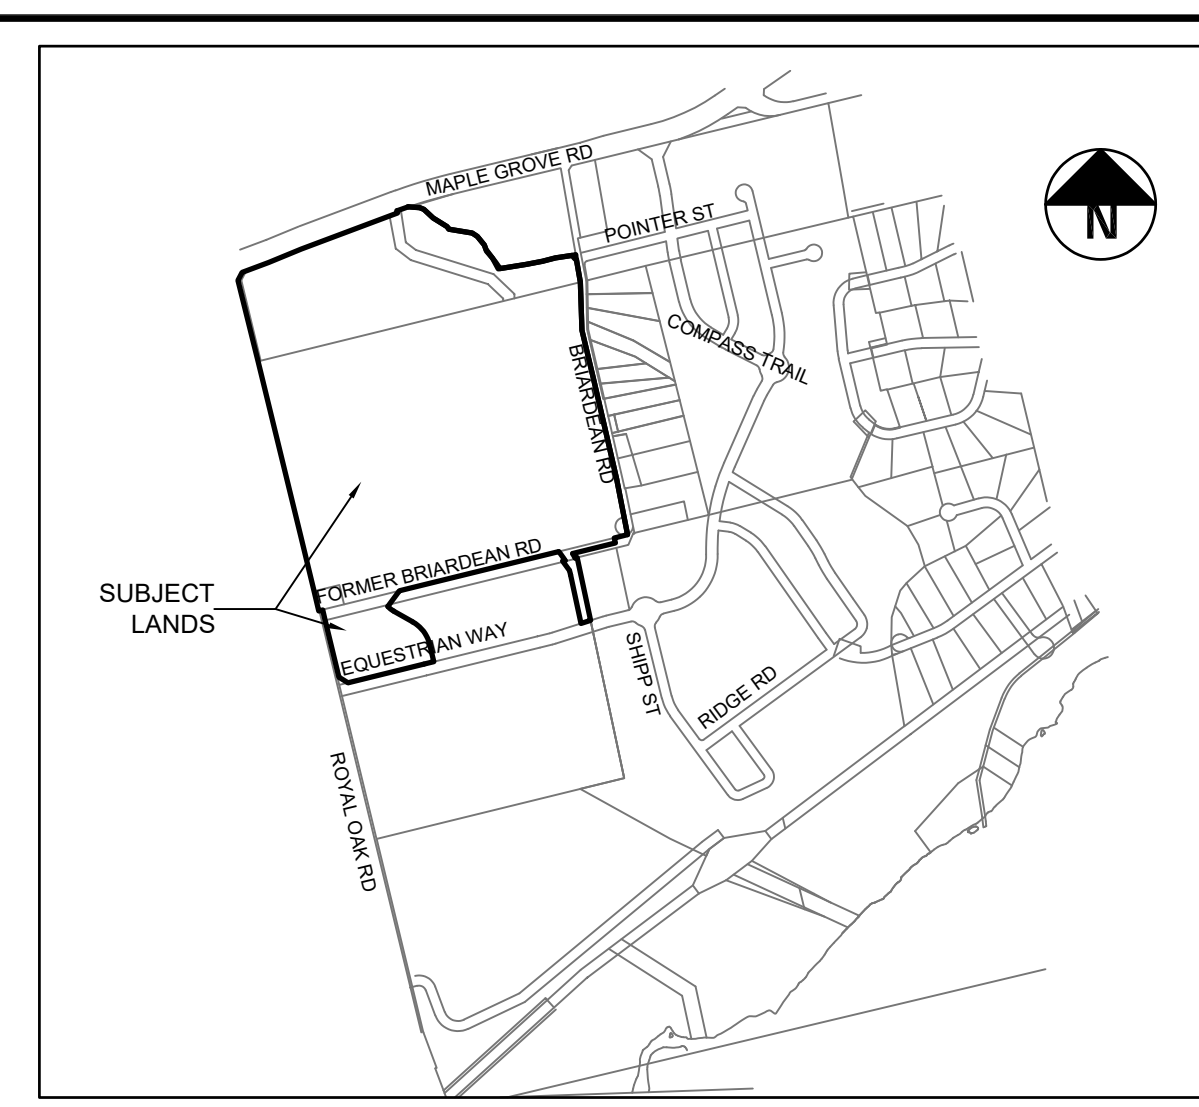 MAPLE GROVE RD
POINTER ST
N
COMPASS TRAIL
BRIARDEAN RD
FORMER BRIARDEAN RD
SUBJECT
LANDS
EQUESTRIAN WAY
SHIPP ST
RIDGE RD
ROYAL OAK RD